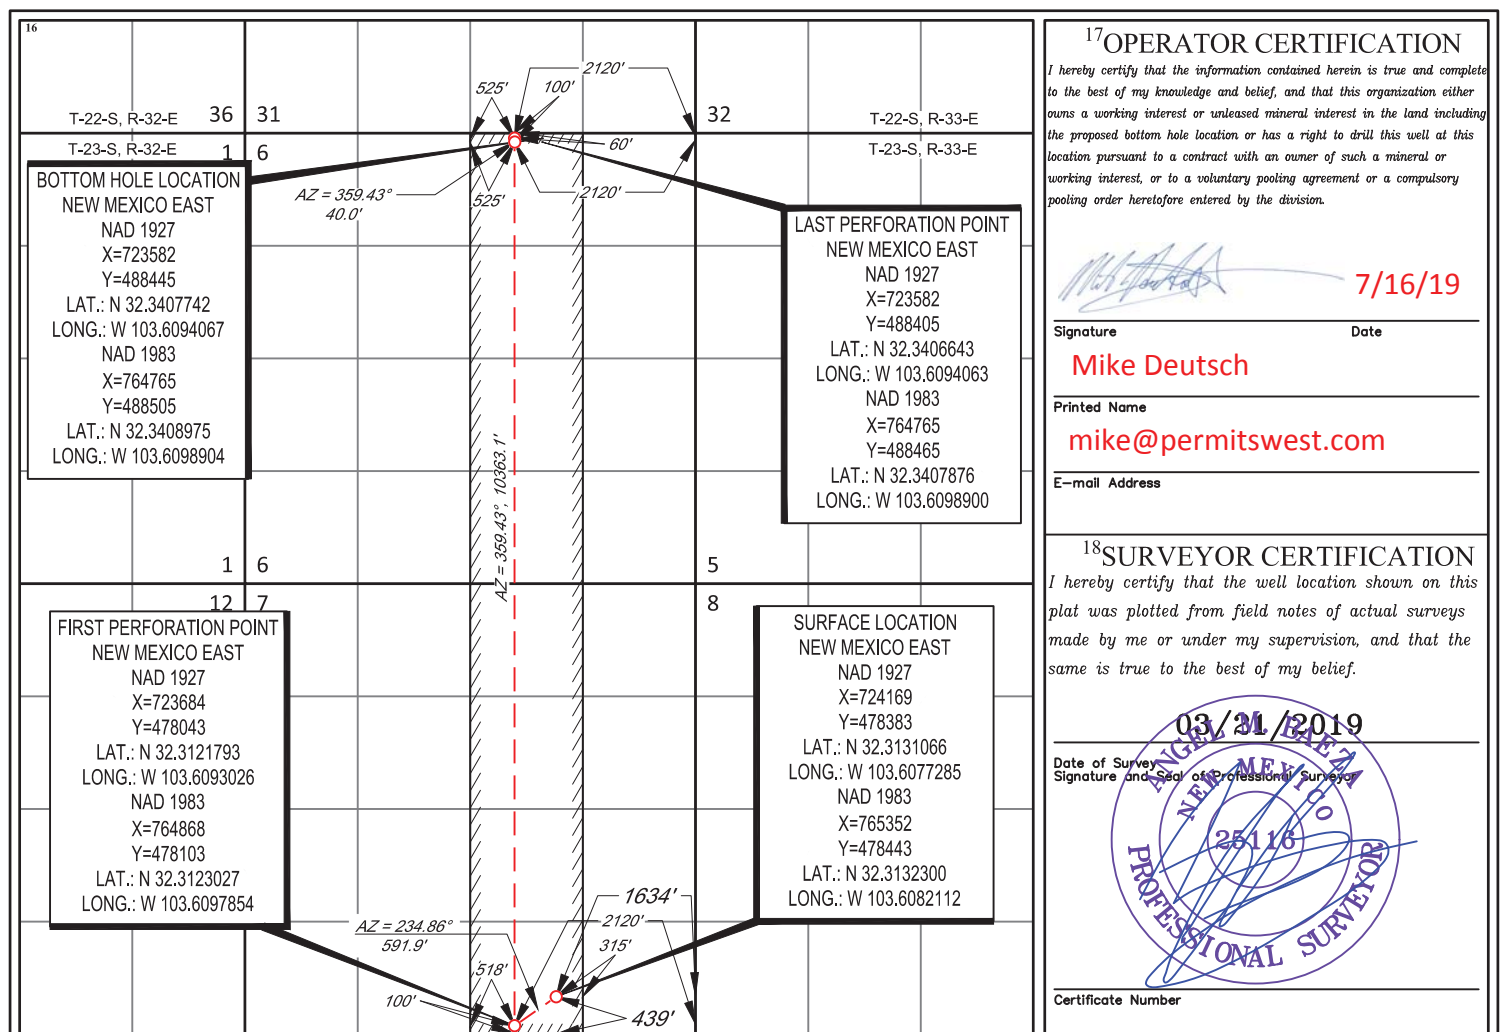 16
2120'
525'
100'
T-22-S, R-32-E
36
31
32
T-22-S, R-33-E
T-23-S, R-32-E
1
6
60'
T-23-S, R-33-E
AZ = 359.43°
40.0'
525'
2120'
BOTTOM HOLE LOCATION
NEW MEXICO EAST
NAD 1927
X=723582
Y=488445
LAT.: N 32.3407742
LONG.: W 103.6094067
NAD 1983
X=764765
Y=488505
LAT.: N 32.3408975
LONG.: W 103.6098904
LAST PERFORATION POINT
NEW MEXICO EAST
NAD 1927
X=723582
Y=488405
LAT.: N 32.3406643
LONG.: W 103.6094063
NAD 1983
X=764765
Y=488465
LAT.: N 32.3407876
LONG.: W 103.6098900
AZ = 359.43°, 10363.1'
1
6
5
12
7
8
FIRST PERFORATION POINT
NEW MEXICO EAST
NAD 1927
X=723684
Y=478043
LAT.: N 32.3121793
LONG.: W 103.6093026
NAD 1983
X=764868
Y=478103
LAT.: N 32.3123027
LONG.: W 103.6097854
SURFACE LOCATION
NEW MEXICO EAST
NAD 1927
X=724169
Y=478383
LAT.: N 32.3131066
LONG.: W 103.6077285
NAD 1983
X=765352
Y=478443
LAT.: N 32.3132300
LONG.: W 103.6082112
1634'
AZ = 234.86°
591.9'
2120'
315'
518'
100'
439'
17OPERATOR CERTIFICATION
I hereby certify that the information contained herein is true and complete
to the best of my knowledge and belief, and that this organization either
owns a working interest or unleased mineral interest in the land including
the proposed bottom hole location or has a right to drill this well at this
location pursuant to a contract with an owner of such a mineral or
working interest, or to a voluntary pooling agreement or a compulsory
pooling order heretofore entered by the division.
7/16/19
Signature Date
Mike Deutsch
Printed Name
mike@permitswest.com
E-mail Address
18SURVEYOR CERTIFICATION
I hereby certify that the well location shown on this
plat was plotted from field notes of actual surveys
made by me or under my supervision, and that the
same is true to the best of my belief.
03/21/2019
Date of Survey
Signature and Seal of Professional Surveyor
ANGEL M. BAEZA
NEW MEXICO
25116
PROFESSIONAL SURVEYOR
Certificate Number